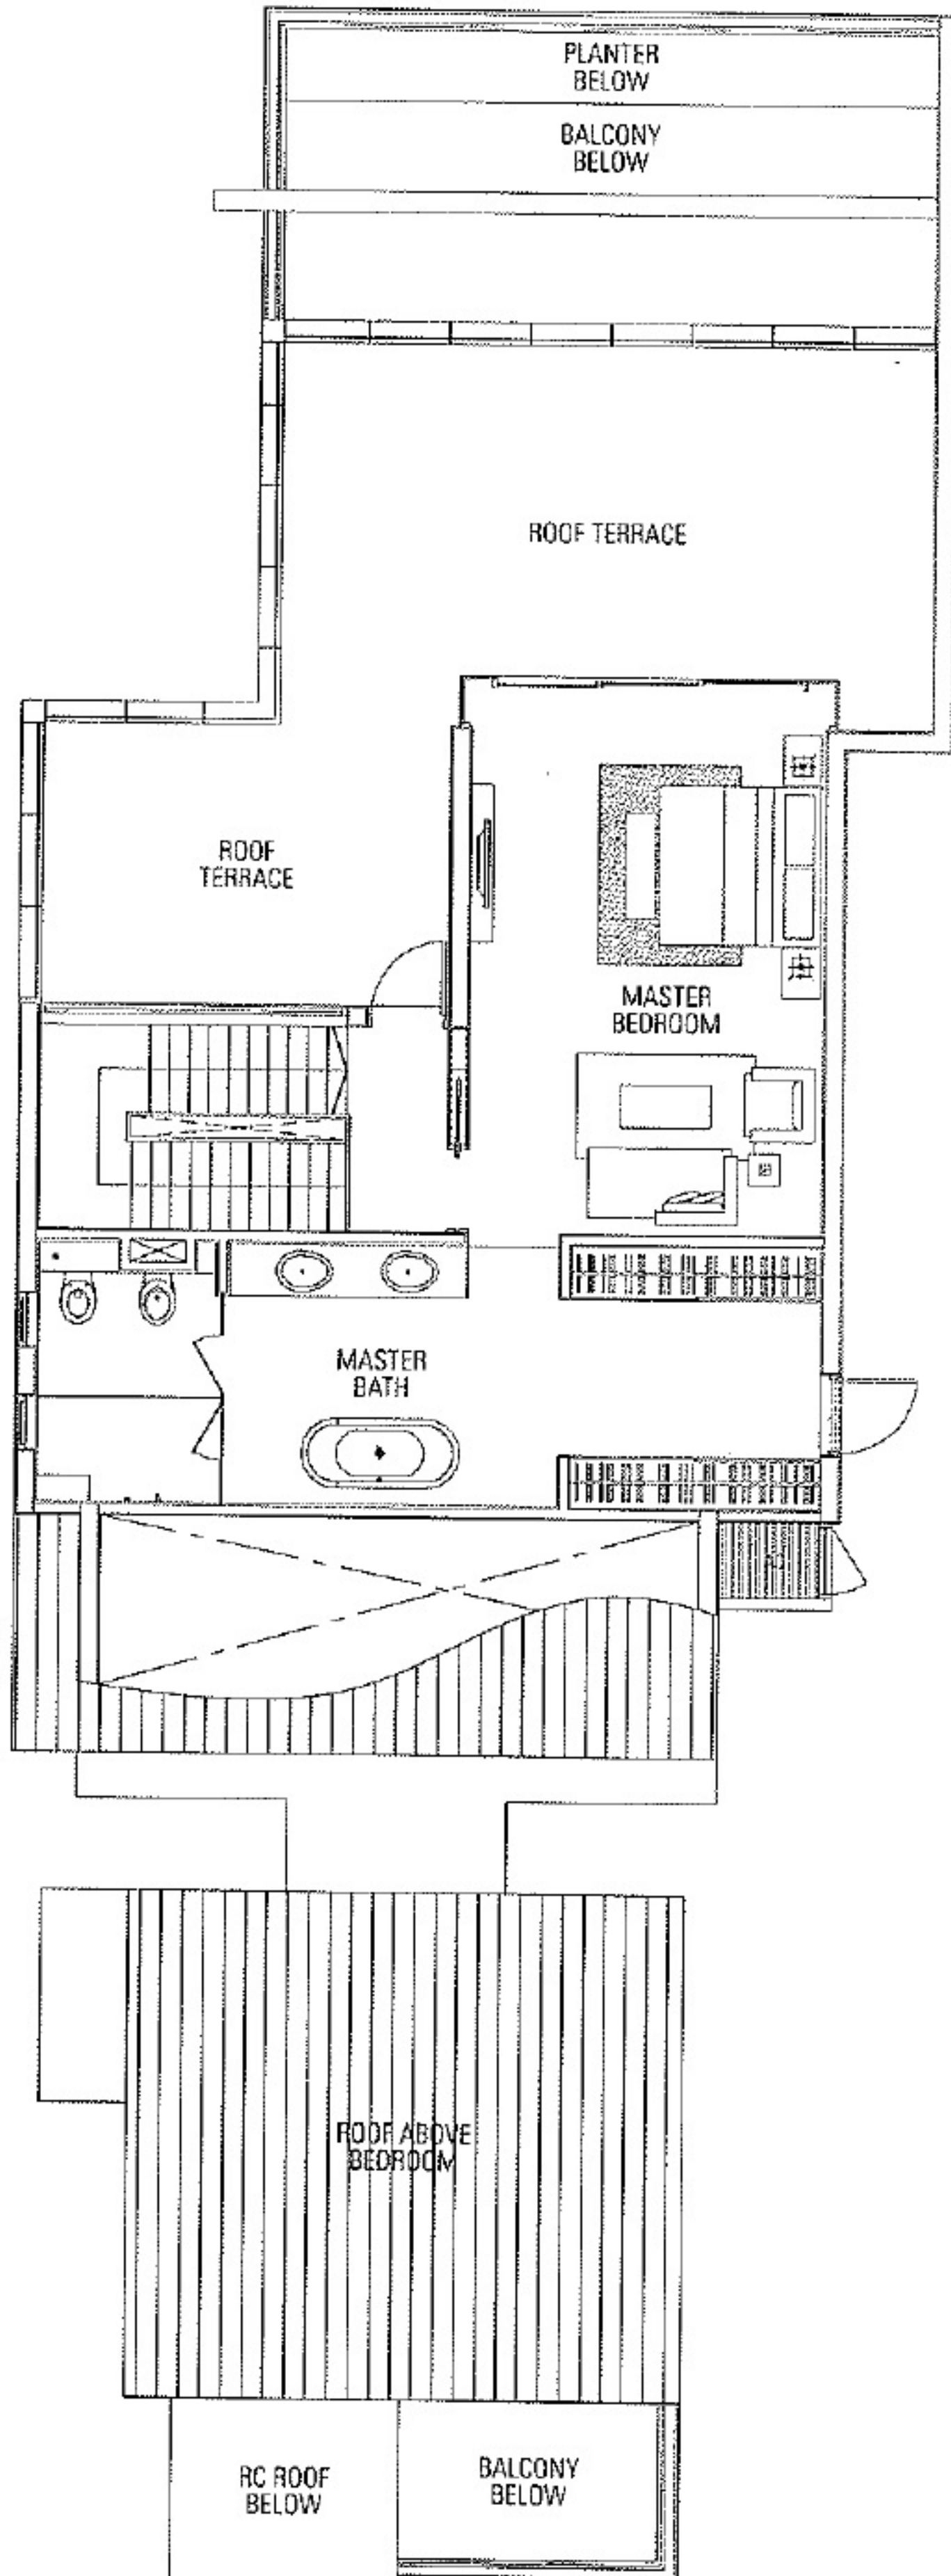 PLANTER
BELOW
BALCONY
BELOW
ROOF TERRACE
ROOF
TERRACE
MASTER
BEDROOM
MASTER
BATH
ROOF ABOVE
BEDROOM
RC ROOF
BELOW
BALCONY
BELOW